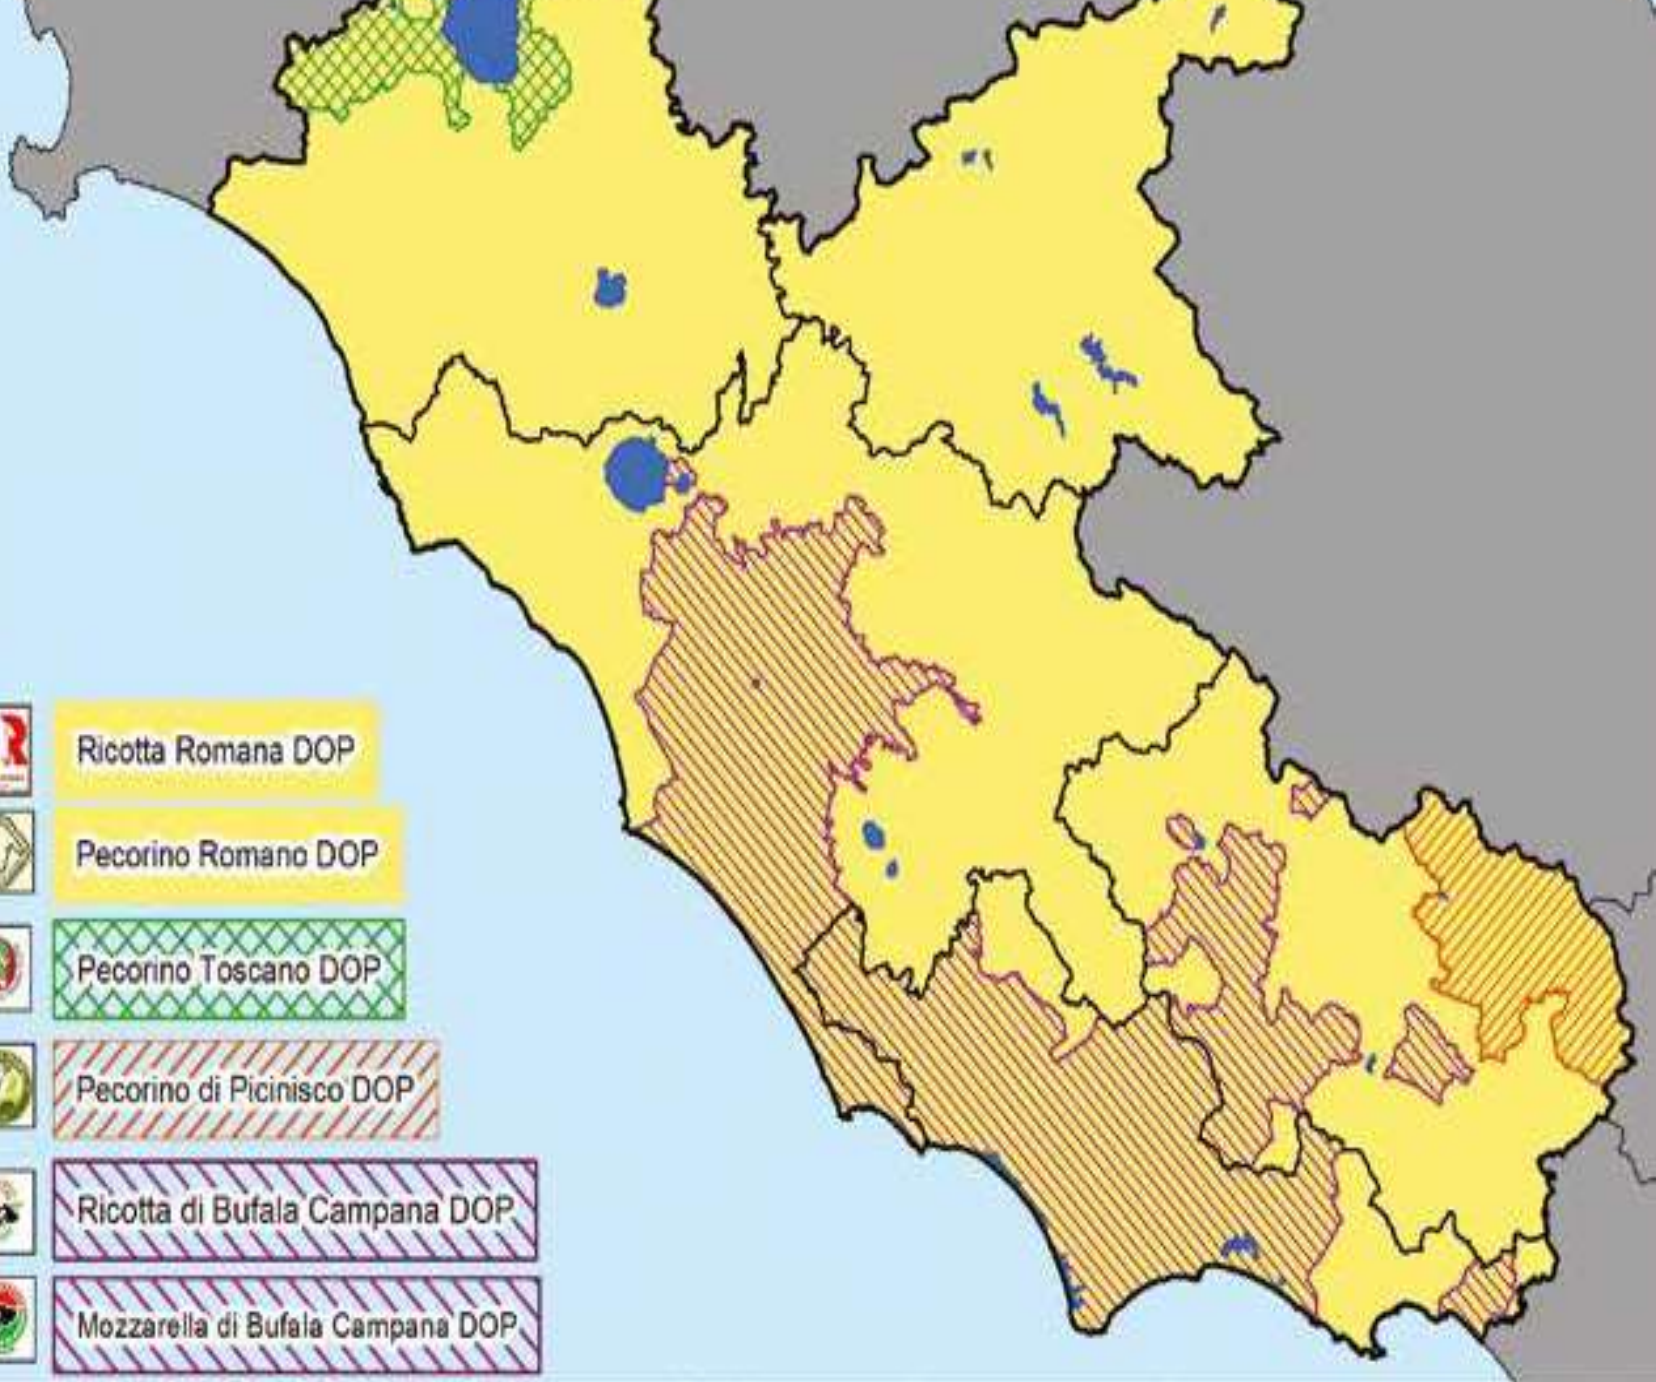 Ricotta Romana DOP
Pecorino Romano DOP
Pecorino Toscano DOP
Pecorino di Picinisco DOP
Ricotta di Bufala Campana DOP
Mozzarella di Bufala Campana DOP